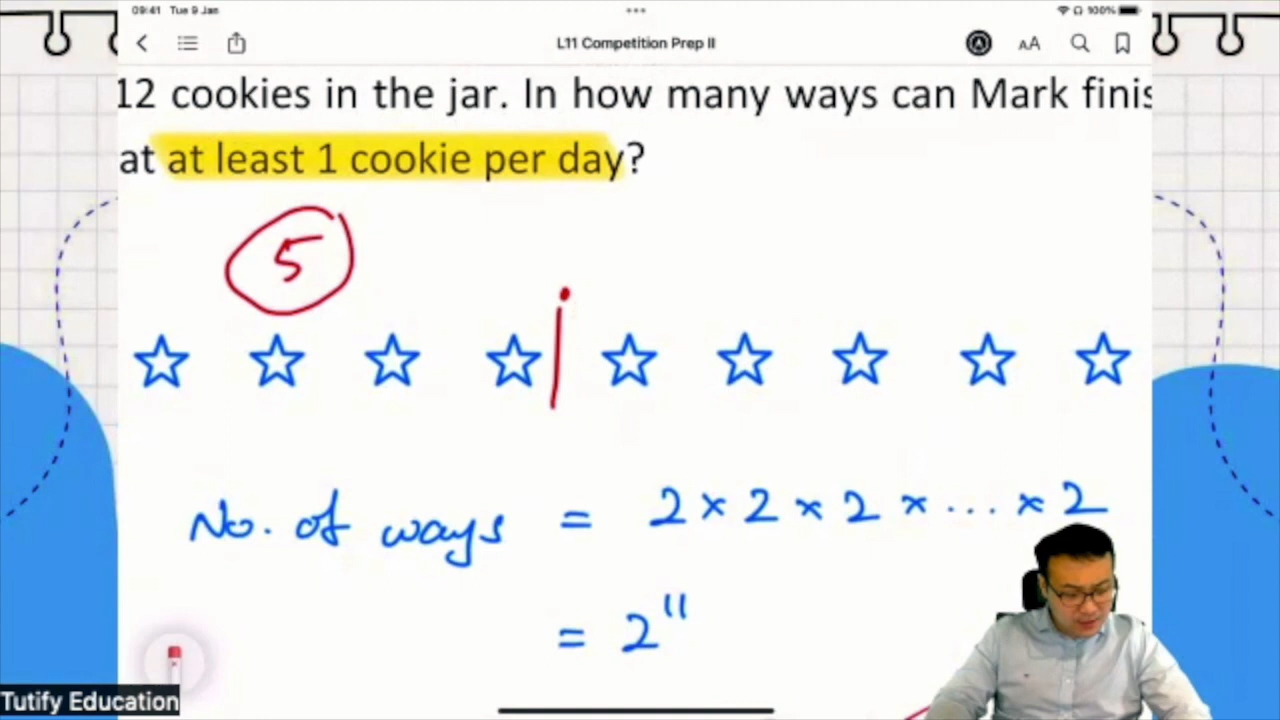 09:41 Tue 9 Jan
100%
L11 Competition Prep II
AA
12 cookies in the jar. In how many ways can Mark finis
at at least 1 cookie per day?
5
No. of ways = 2 × 2 × 2 × ... × 2
= 2¹¹
Tutify Education